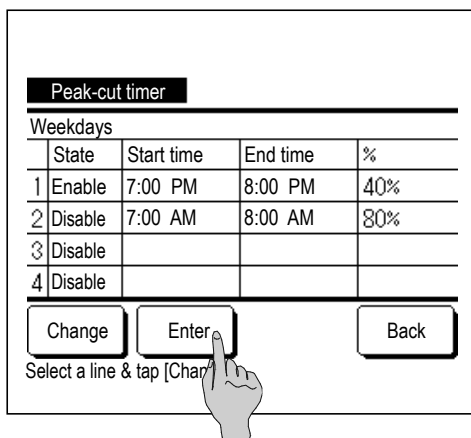 Peak-cut timer
Weekdays
State Start time End time %
1 Enable 7:00 PM 8:00 PM 40%
2 Disable 7:00 AM 8:00 AM 80%
3 Disable
4 Disable
Change Enter Back
Select a line & tap